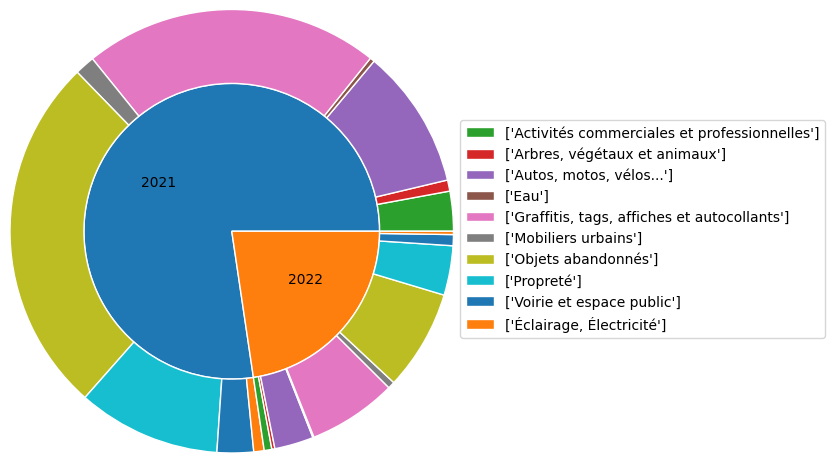 2021
2022
['Activités commerciales et professionnelles']
['Arbres, végétaux et animaux']
['Autos, motos, vélos...']
['Eau']
['Graffitis, tags, affiches et autocollants']
['Mobiliers urbains']
['Objets abandonnés']
['Propreté']
['Voirie et espace public']
['Éclairage, Électricité']